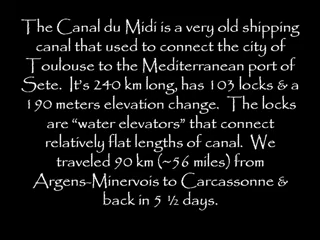 The Canal du Midi is a very old shipping
canal that used to connect the city of
Toulouse to the Mediterranean port of
Sete.  It's 240 km long, has 103 locks & a
190 meters elevation change.  The locks
are "water elevators" that connect
relatively flat lengths of canal.  We
traveled 90 km (~56 miles) from
Argens-Minervois to Carcassonne &
back in 5 ½ days.